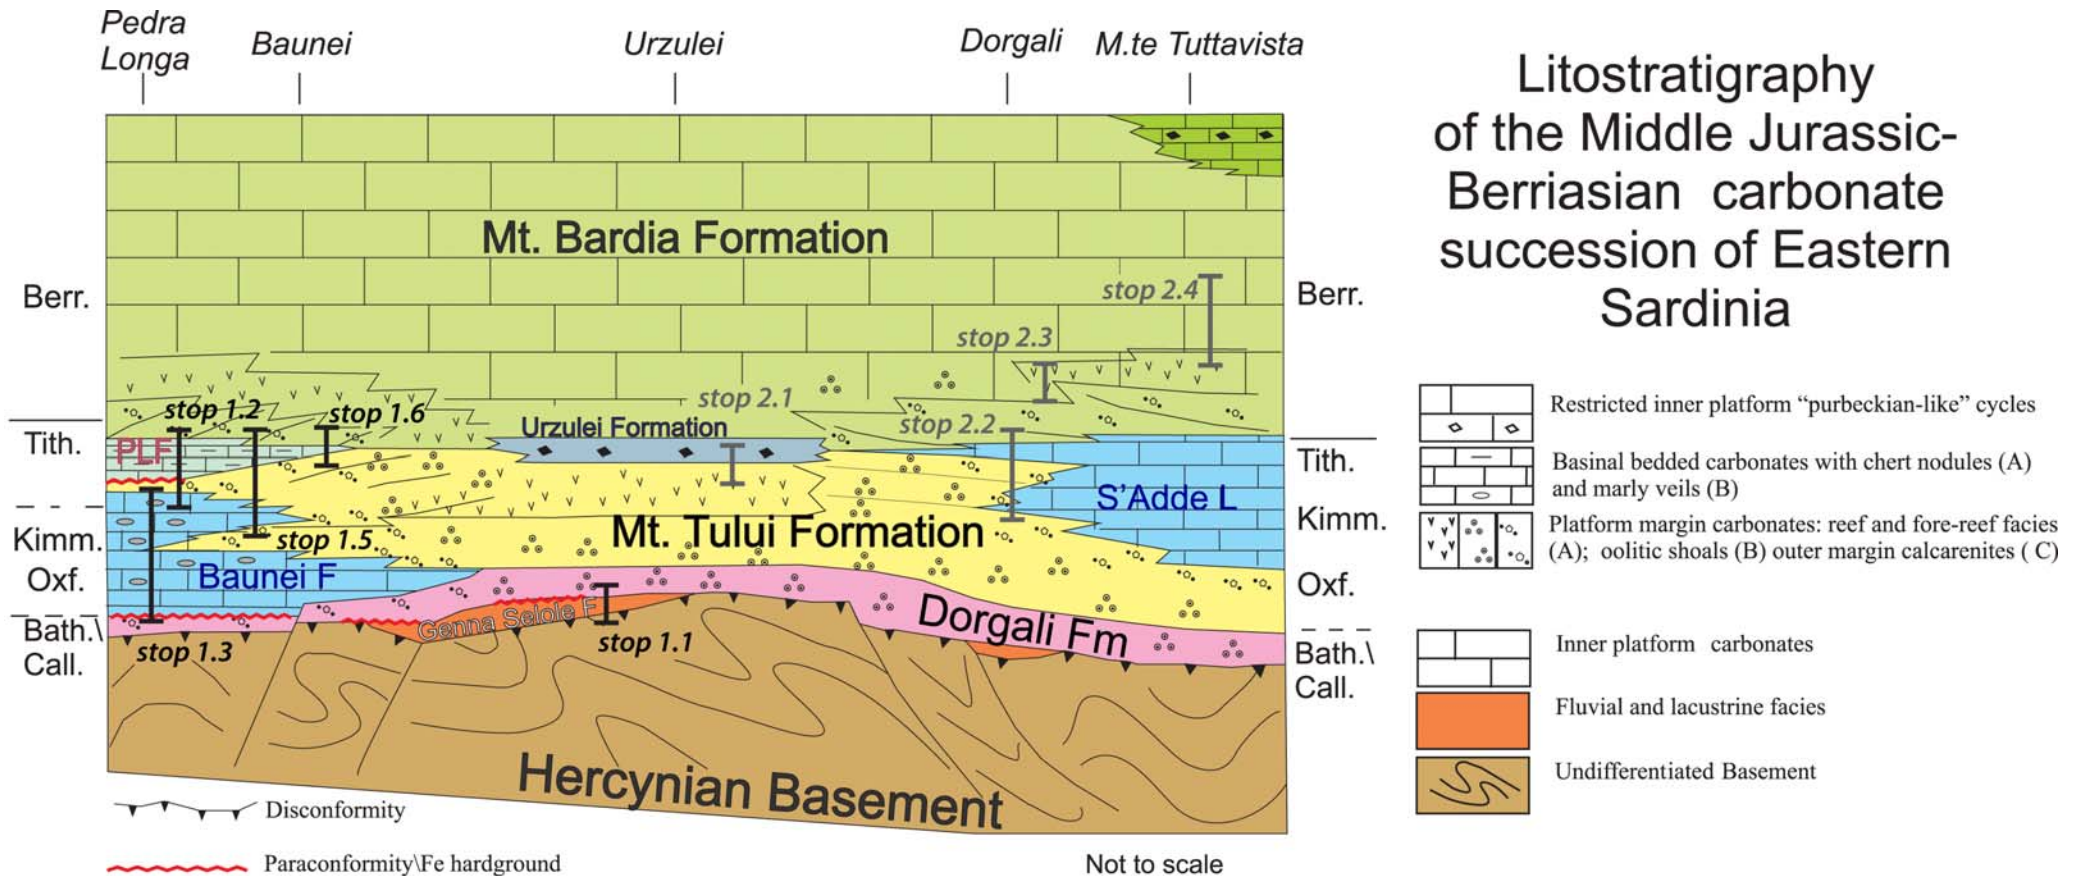 Pedra
Longa
Baunei
Urzulei
Dorgali
M.te Tuttavista
Litostratigraphy
of the Middle Jurassic-
Berriasian carbonate
succession of Eastern
Sardinia
Mt. Bardia Formation
Berr.
Berr.
stop 2.4
stop 2.3
stop 2.1
stop 2.2
stop 1.2
stop 1.6
Urzulei Formation
Tith.
PLF
Tith.
S'Adde L
Mt. Tului Formation
Kimm.
Kimm.
stop 1.5
Oxf.
Baunei F
Oxf.
Genna Selole F
Dorgali Fm
Bath.\
Call.
stop 1.3
stop 1.1
Bath.\
Call.
Hercynian Basement
Disconformity
Paraconformity\Fe hardground
Not to scale
Restricted inner platform “purbeckian-like” cycles
Basinal bedded carbonates with chert nodules (A)
and marly veils (B)
Platform margin carbonates: reef and fore-reef facies
(A); oolitic shoals (B) outer margin calcarenites ( C)
Inner platform carbonates
Fluvial and lacustrine facies
Undifferentiated Basement